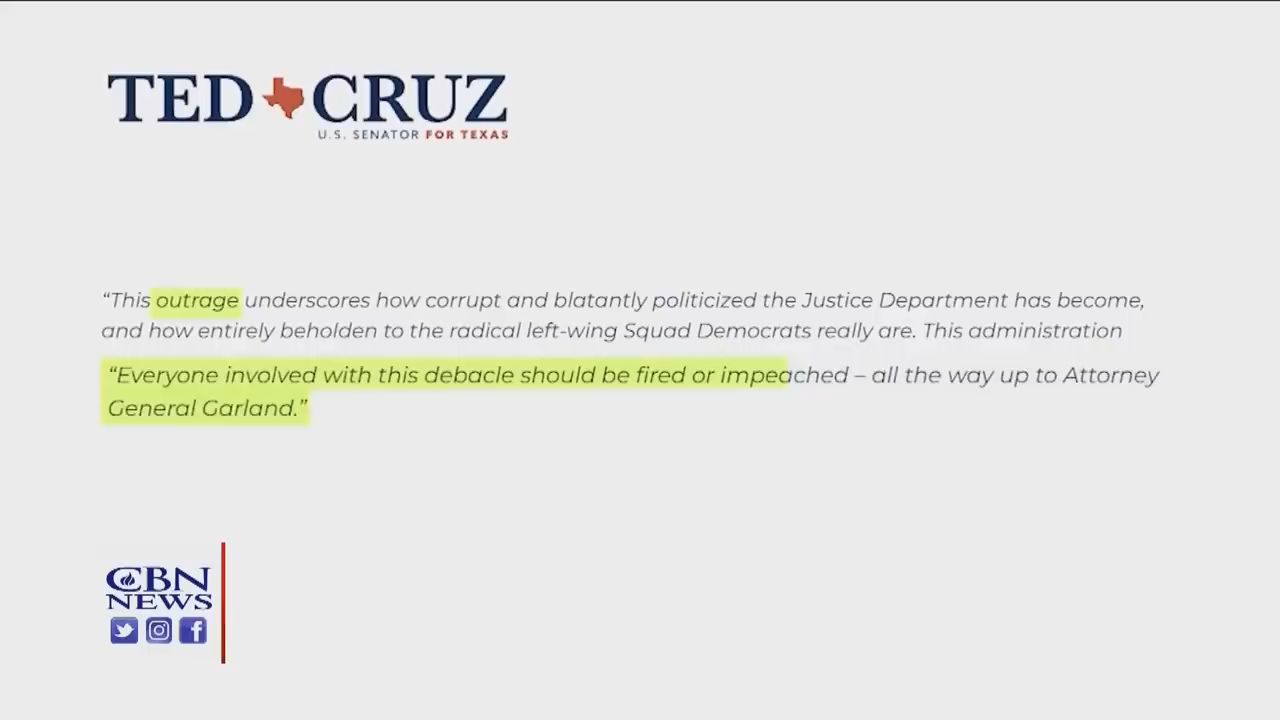 TED CRUZ
U.S. SENATOR FOR TEXAS
“This outrage underscores how corrupt and blatantly politicized the Justice Department has become,
and how entirely beholden to the radical left-wing Squad Democrats really are. This administration
“Everyone involved with this debacle should be fired or impeached – all the way up to Attorney
General Garland.”
CBN
NEWS